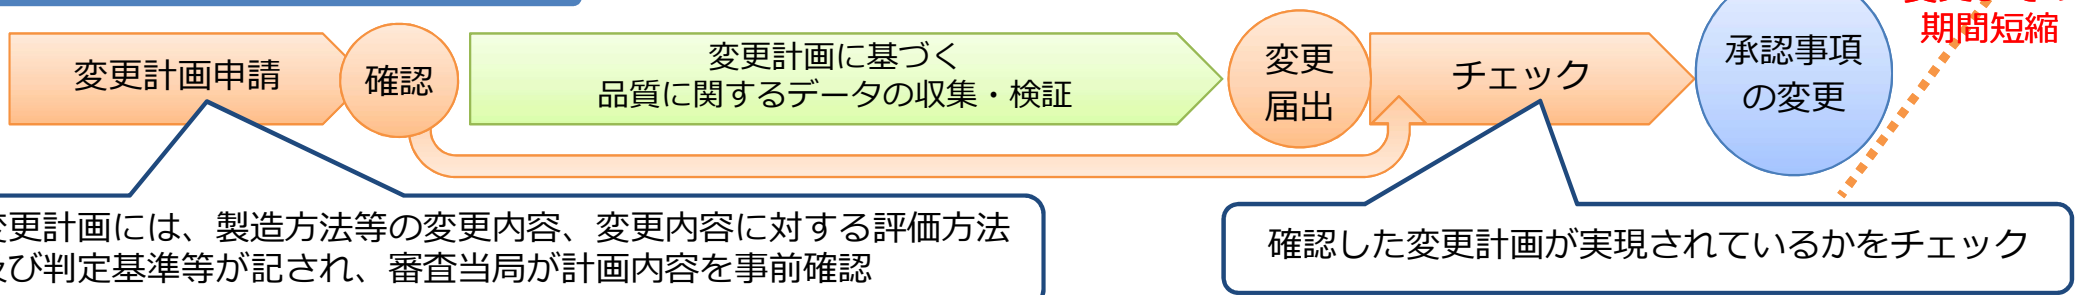 期間短縮
変更計画申請
確認
変更計画に基づく
品質に関するデータの収集・検証
変更
届出
チェック
承認事項
の変更
変更計画には、製造方法等の変更内容、変更内容に対する評価方法
及び判定基準等が記され、審査当局が計画内容を事前確認
確認した変更計画が実現されているかをチェック